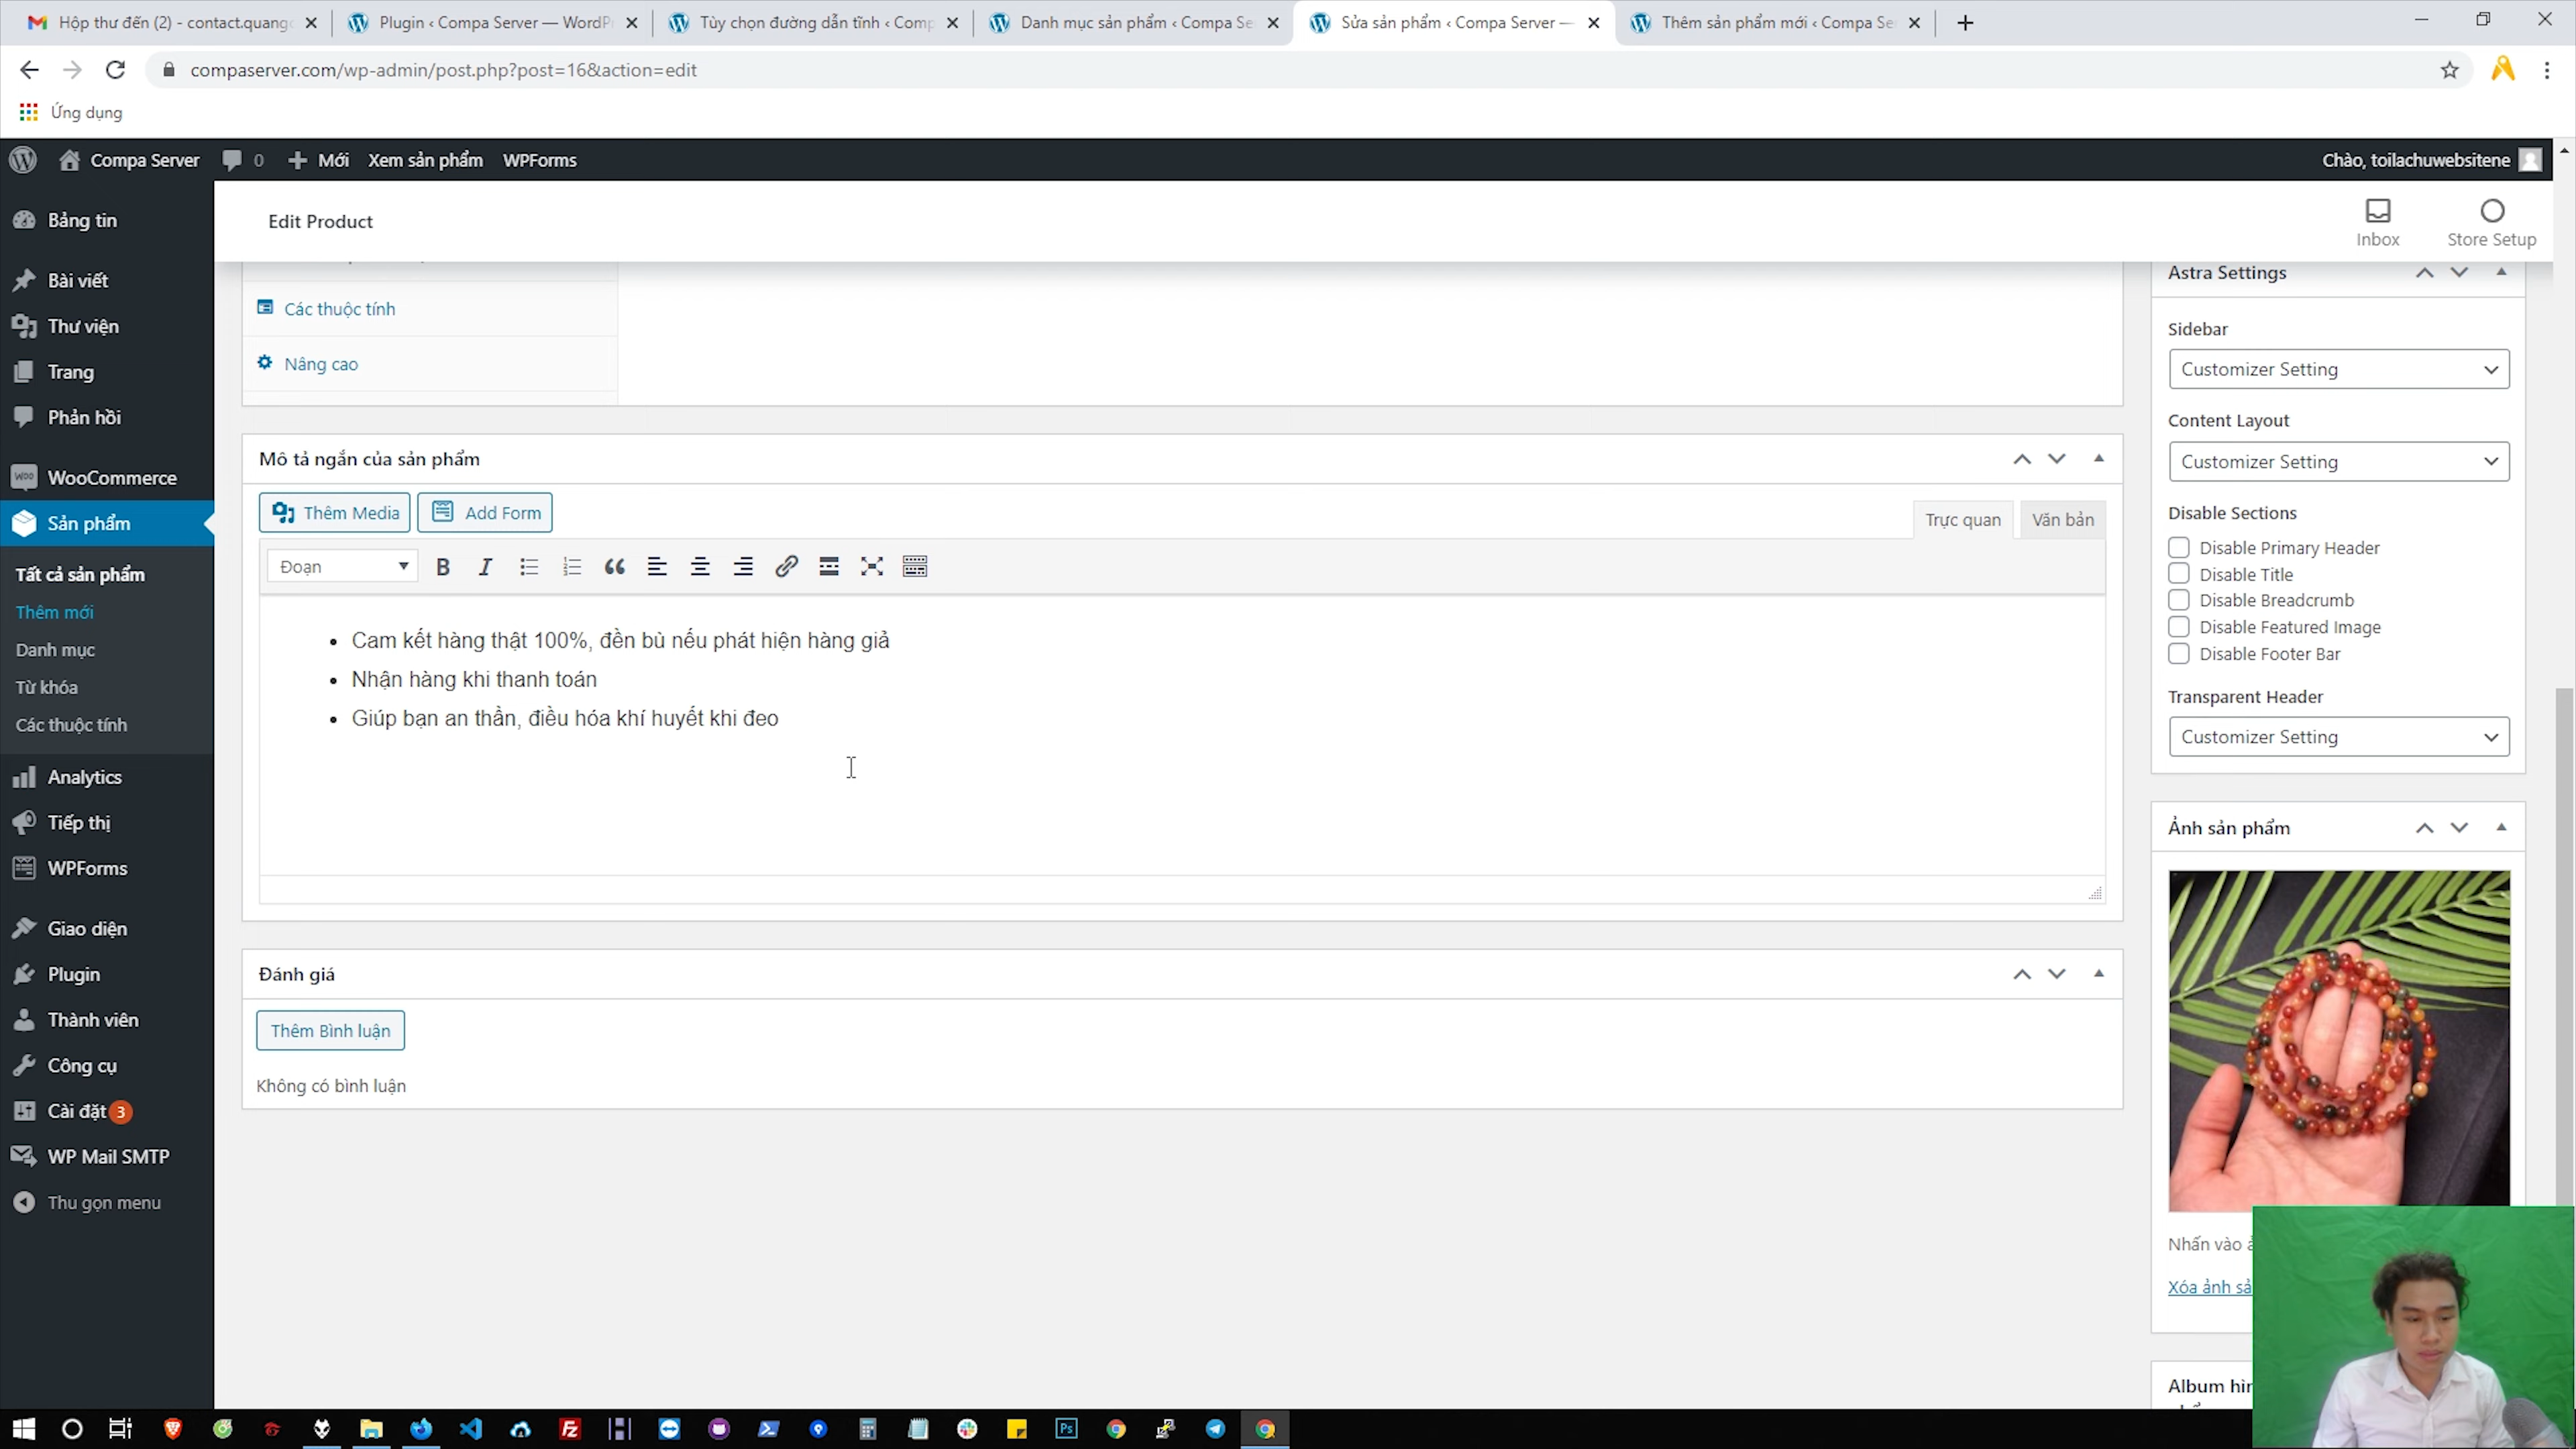 Hộp thư đến (2) - contact.quang
Plugin ‹ Compa Server — WordP
Tùy chọn đường dẫn tĩnh ‹ Comp
Danh mục sản phẩm ‹ Compa Se
Sửa sản phẩm ‹ Compa Server —
Thêm sản phẩm mới ‹ Compa Se
compaserver.com/wp-admin/post.php?post=16&action=edit
Ứng dụng
Compa Server
0
Mới
Xem sản phẩm
WPForms
Chào, toilachuwebsitene
Edit Product
Inbox
Store Setup
Bảng tin
Bài viết
Thư viện
Trang
Phản hồi
WooCommerce
Sản phẩm
Tất cả sản phẩm
Thêm mới
Danh mục
Từ khóa
Các thuộc tính
Analytics
Tiếp thị
WPForms
Giao diện
Plugin
Thành viên
Công cụ
Cài đặt 3
WP Mail SMTP
Thu gọn menu
Các thuộc tính
Nâng cao
Mô tả ngắn của sản phẩm
Thêm Media
Add Form
Trực quan
Văn bản
Đoạn
B
I
Cam kết hàng thật 100%, đền bù nếu phát hiện hàng giả
Nhận hàng khi thanh toán
Giúp bạn an thần, điều hóa khí huyết khi đeo
Đánh giá
Thêm Bình luận
Không có bình luận
Astra Settings
Sidebar
Customizer Setting
Content Layout
Customizer Setting
Disable Sections
Disable Primary Header
Disable Title
Disable Breadcrumb
Disable Featured Image
Disable Footer Bar
Transparent Header
Customizer Setting
Ảnh sản phẩm
Nhấn vào
Xóa ảnh sả
Album hìn